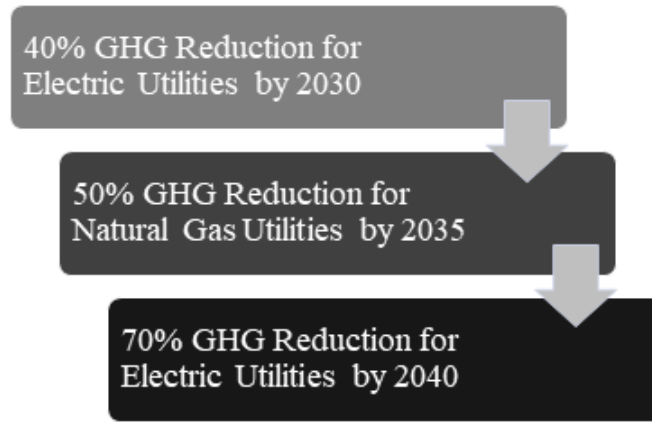 40% GHG Reduction for
Electric Utilities by 2030
50% GHG Reduction for
Natural Gas Utilities by 2035
70% GHG Reduction for
Electric Utilities by 2040